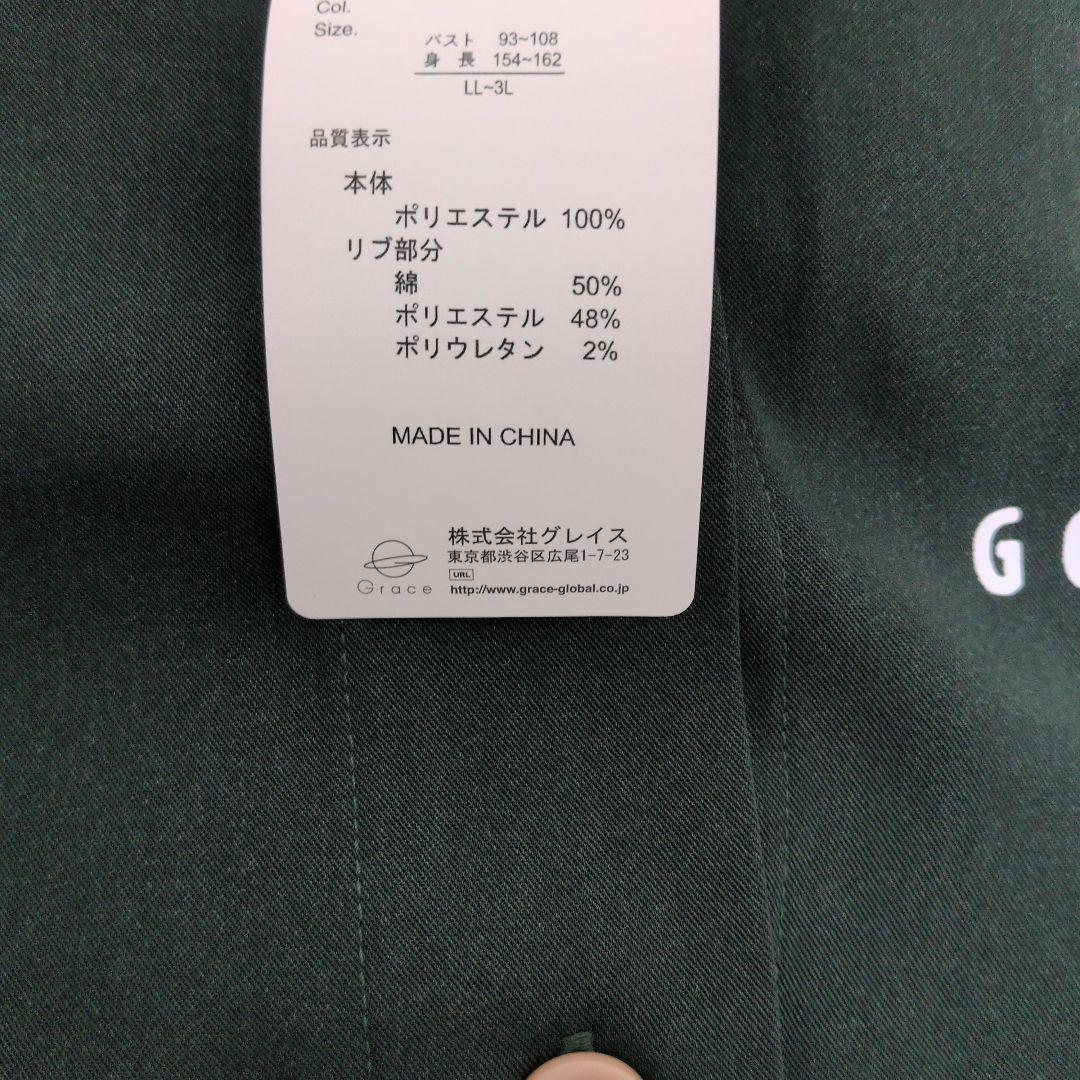 Col.
Size.
バスト 93~108
身 長 154~162
LL~3L
品質表示
本体
ポリエステル 100%
リブ部分
綿 50%
ポリエステル 48%
ポリウレタン 2%
MADE IN CHINA
株式会社グレイス
東京都渋谷区広尾1-7-23
URL
Grace http://www.grace-global.co.jp
G